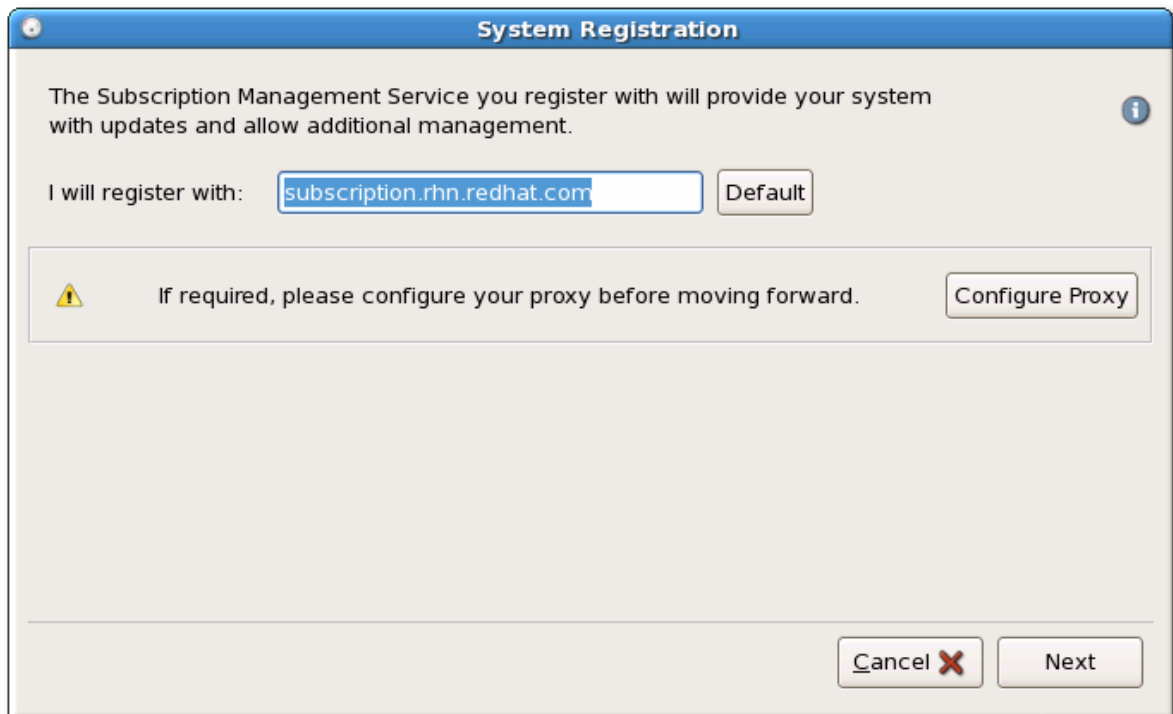 System Registration
The Subscription Management Service you register with will provide your system
with updates and allow additional management.
I will register with: subscription.rhn.redhat.com Default
If required, please configure your proxy before moving forward. Configure Proxy
Cancel Next